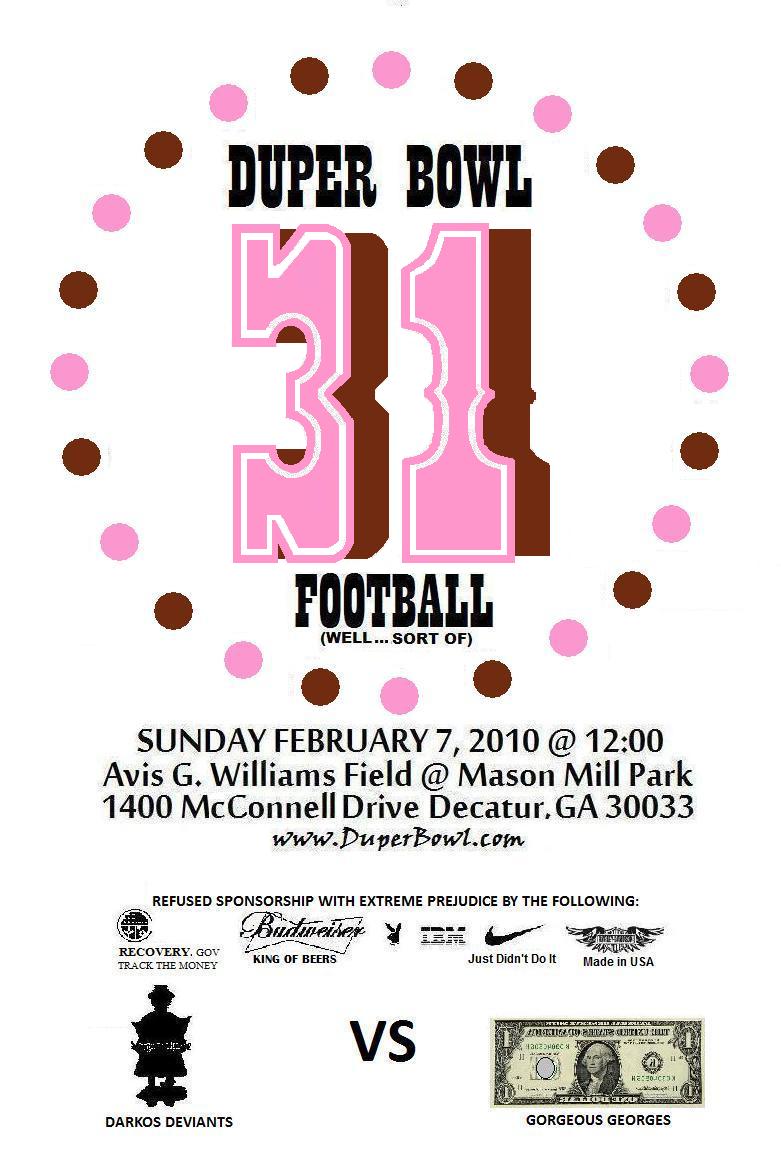 DUPER BOWL
31
FOOTBALL
(WELL... SORT OF)
SUNDAY FEBRUARY 7, 2010 @ 12:00
Avis G. Williams Field @ Mason Mill Park
1400 McConnell Drive Decatur, GA 30033
www.DuperBowl.com
REFUSED SPONSORSHIP WITH EXTREME PREJUDICE BY THE FOLLOWING:
RECOVERY. GOV
TRACK THE MONEY
Budweiser
KING OF BEERS
IBM
Just Didn't Do It
Made in USA
VS
DARKOS DEVIANTS
GORGEOUS GEORGES